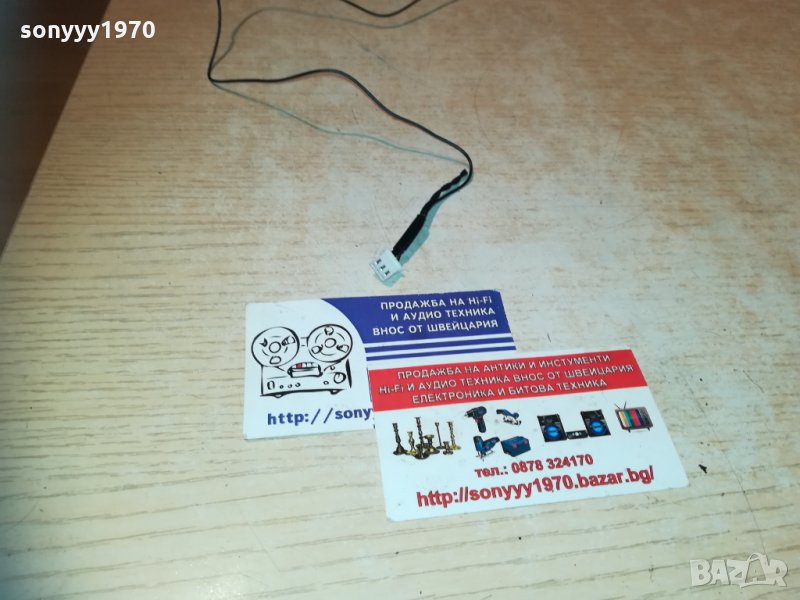 sonyyy1970
ПРОДАЖБА НА Hi-Fi
И АУДИО ТЕХНИКА
ВНОС ОТ ШВЕЙЦАРИЯ
http://sony
ПРОДАЖБА НА АНТИКИ И ИНСТУМЕНТИ
Hi-Fi И АУДИО ТЕХНИКА ВНОС ОТ ШВЕЙЦАРИЯ
ЕЛЕКТРОНИКА И БИТОВА ТЕХНИКА
тел.: 0878 324170
http://sonyyy1970.bazar.bg/
BAZAR